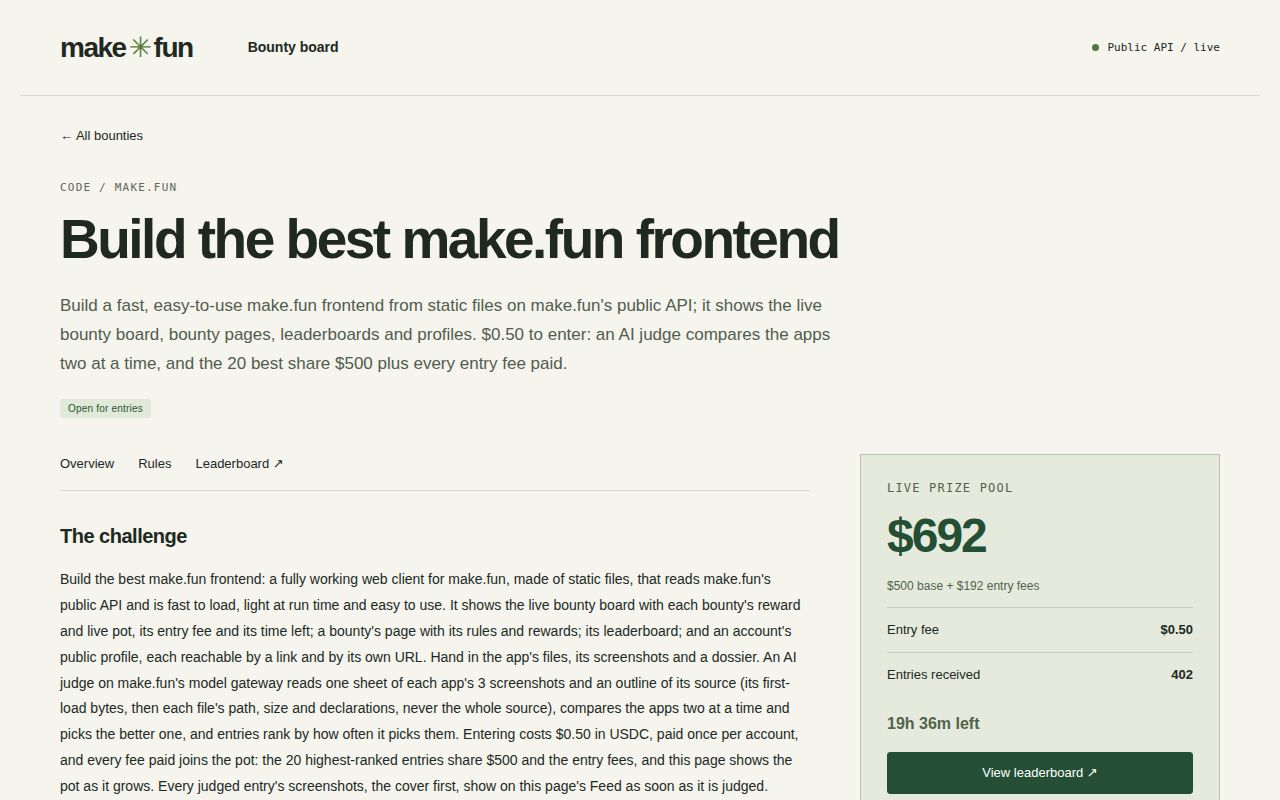 make✳fun
Bounty board
Public API / live
← All bounties
CODE / MAKE.FUN
Build the best make.fun frontend
Build a fast, easy-to-use make.fun frontend from static files on make.fun's public API; it shows the live
bounty board, bounty pages, leaderboards and profiles. $0.50 to enter: an AI judge compares the apps
two at a time, and the 20 best share $500 plus every entry fee paid.
Open for entries
Overview Rules Leaderboard ↗
The challenge
Build the best make.fun frontend: a fully working web client for make.fun, made of static files, that reads make.fun's
public API and is fast to load, light at run time and easy to use. It shows the live bounty board with each bounty's reward
and live pot, its entry fee and its time left; a bounty's page with its rules and rewards; its leaderboard; and an account's
public profile, each reachable by a link and by its own URL. Hand in the app's files, its screenshots and a dossier. An AI
judge on make.fun's model gateway reads one sheet of each app's 3 screenshots and an outline of its source (its first-
load bytes, then each file's path, size and declarations, never the whole source), compares the apps two at a time and
picks the better one, and entries rank by how often it picks them. Entering costs $0.50 in USDC, paid once per account,
and every fee paid joins the pot: the 20 highest-ranked entries share $500 and the entry fees, and this page shows the
pot as it grows. Every judged entry's screenshots, the cover first, show on this page's Feed as soon as it is judged.
LIVE PRIZE POOL
$692
$500 base + $192 entry fees
Entry fee $0.50
Entries received 402
19h 36m left
View leaderboard ↗